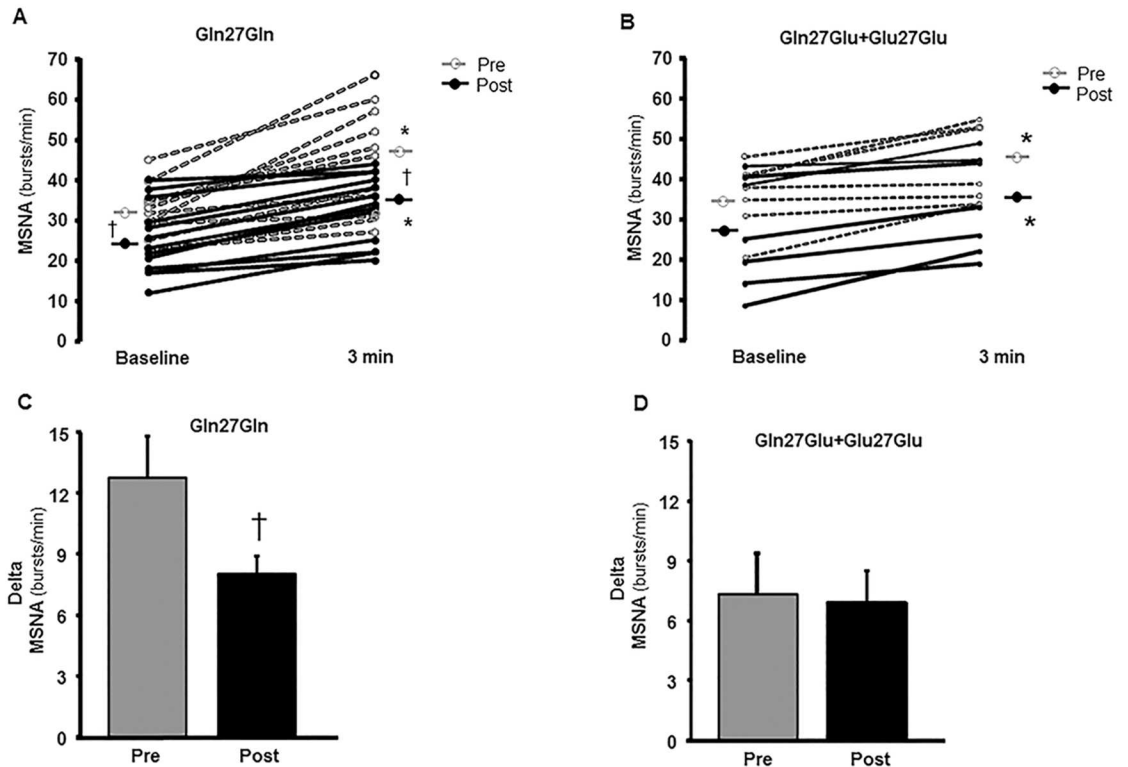 A
Gln27Gln
Pre
Post
MSNA (bursts/min)
70
60
50
40
30
20
10
0
*
†
†
*
Baseline
3 min
B
Gln27Glu+Glu27Glu
Pre
Post
MSNA (bursts/min)
70
60
50
40
30
20
10
0
*
*
Baseline
3 min
C
Gln27Gln
Delta
MSNA (bursts/min)
15
12
9
6
3
0
†
Pre
Post
D
Gln27Glu+Glu27Glu
Delta
MSNA (bursts/min)
15
12
9
6
3
0
Pre
Post